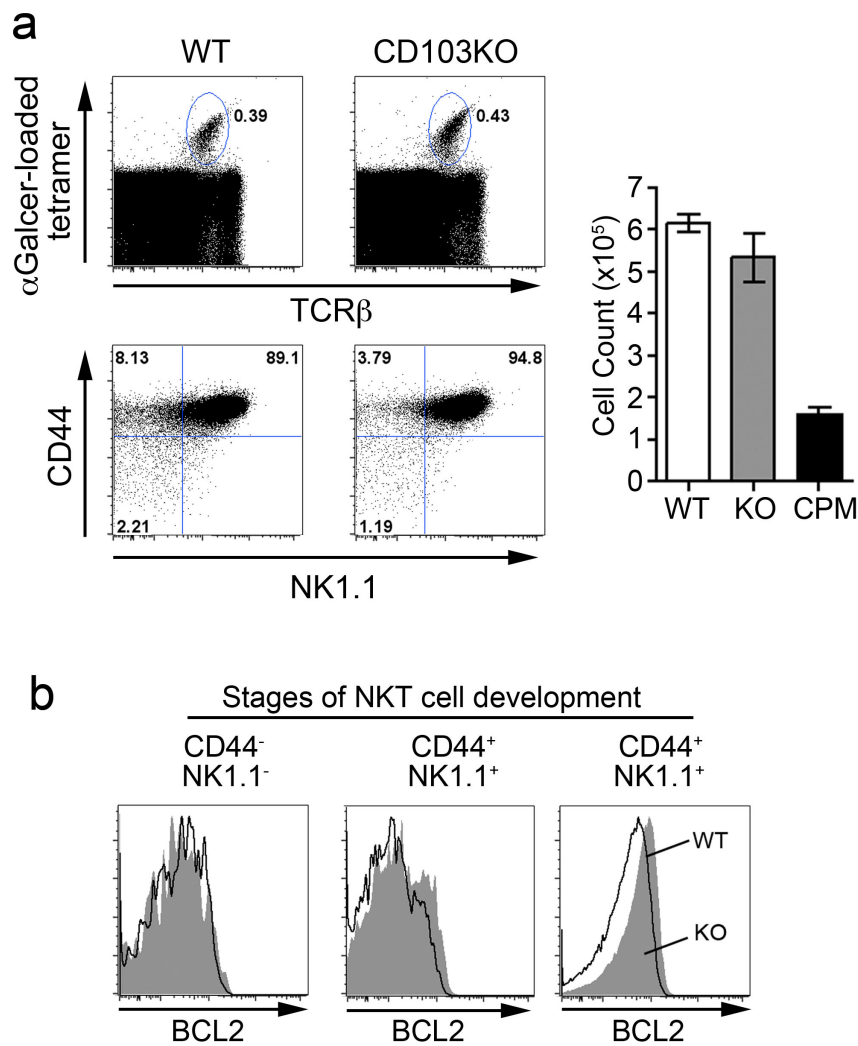 a
WT
CD103KO
αGalcer-loaded
tetramer
0.39
0.43
TCRβ
8.13
89.1
3.79
94.8
CD44
2.21
1.19
NK1.1
Cell Count (x10⁵)
7
6
5
4
3
2
1
0
WT KO CPM
b
Stages of NKT cell development
CD44⁻
NK1.1⁻
CD44⁺
NK1.1⁺
CD44⁺
NK1.1⁺
WT
KO
BCL2
BCL2
BCL2